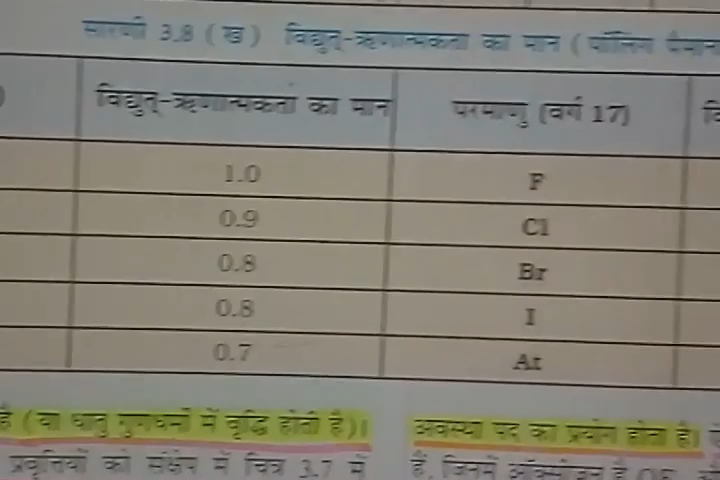 सारणी 3.8 ( ख ) विद्युत्-ऋणात्मकता का मान ( पॉलिंग
विद्युत्-ऋणात्मकता का मान परमाणु (वर्ग 17)
1.0 F
0.9 Cl
0.8 Br
0.8 I
0.7 At
है ( या धातु गुणधर्मों में वृद्धि होती है)। अवस्था पद का प्रयोग होता है।
प्रवृत्तियों को संक्षेप में चित्र 3.7 में हैं, जिनमें ऑक्सीजन है